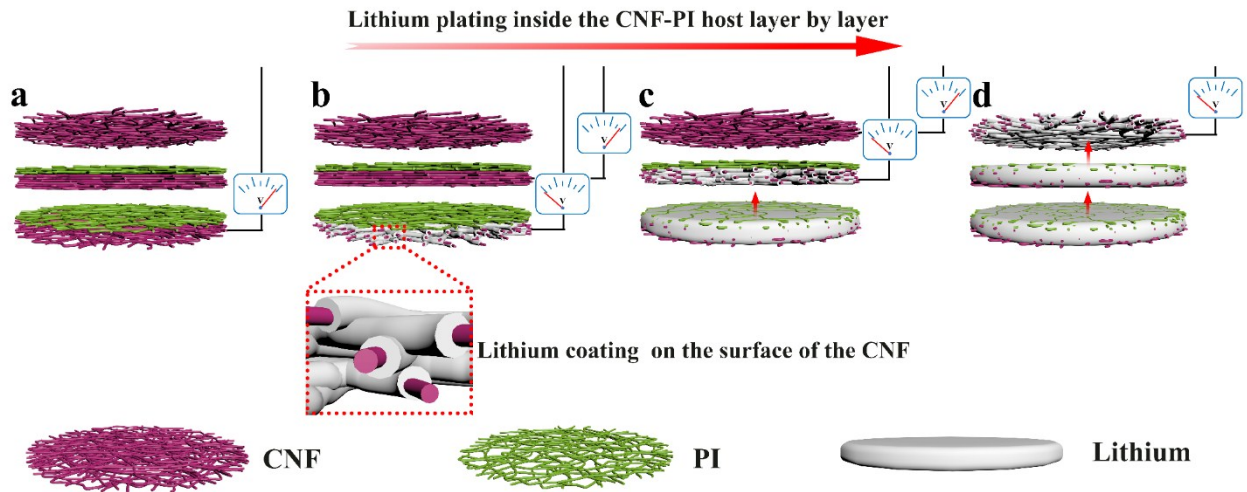 Lithium plating inside the CNF-PI host layer by layer
a
b
c
d
V
V
V
V
V
V
Lithium coating on the surface of the CNF
CNF
PI
Lithium